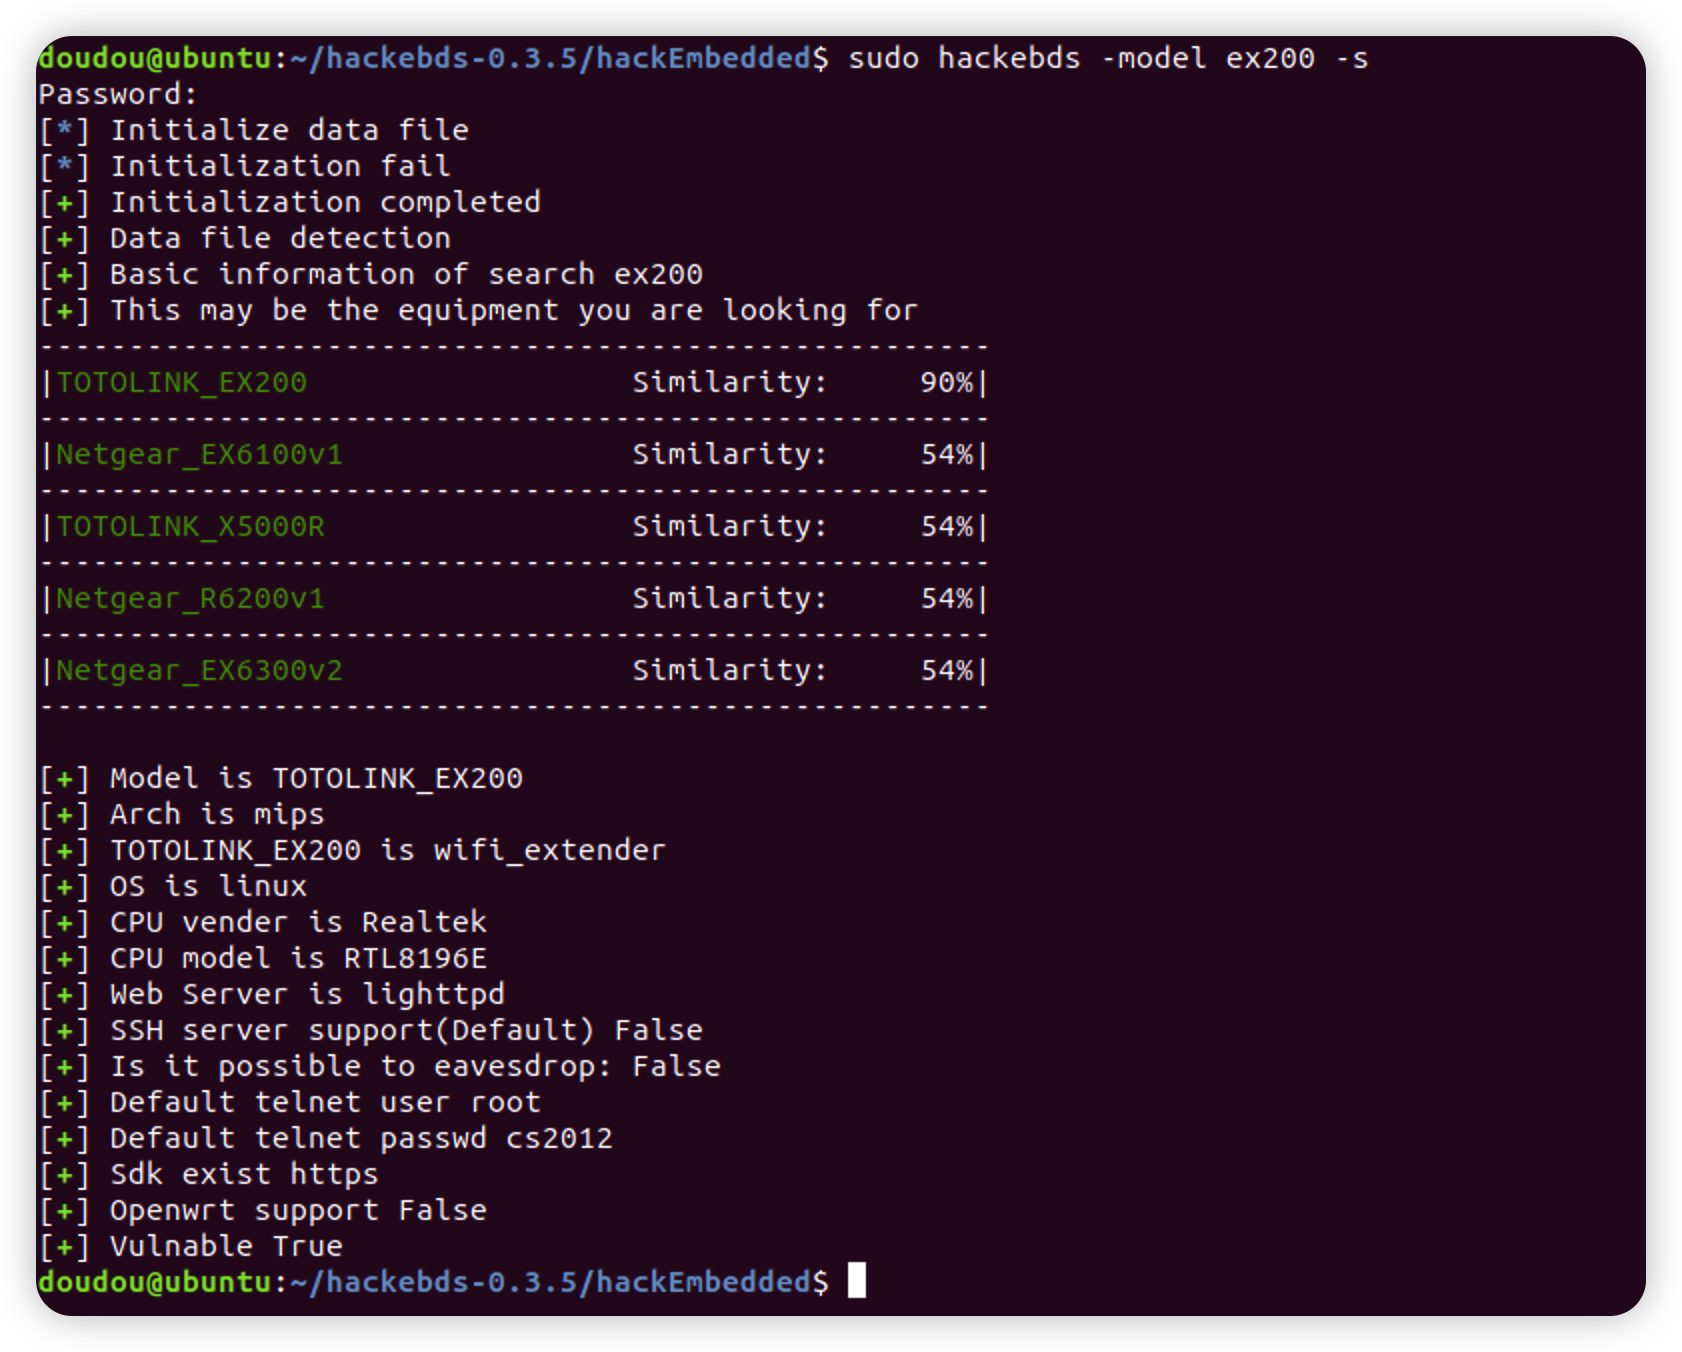 doudou@ubuntu:~/hackebds-0.3.5/hackEmbedded$ sudo hackebds -model ex200 -s
Password:
[*] Initialize data file
[*] Initialization fail
[+] Initialization completed
[+] Data file detection
[+] Basic information of search ex200
[+] This may be the equipment you are looking for
-----------------------------------------------------
|TOTOLINK_EX200                  Similarity:     90%|
-----------------------------------------------------
|Netgear_EX6100v1                Similarity:     54%|
-----------------------------------------------------
|TOTOLINK_X5000R                 Similarity:     54%|
-----------------------------------------------------
|Netgear_R6200v1                 Similarity:     54%|
-----------------------------------------------------
|Netgear_EX6300v2                Similarity:     54%|
-----------------------------------------------------
[+] Model is TOTOLINK_EX200
[+] Arch is mips
[+] TOTOLINK_EX200 is wifi_extender
[+] OS is linux
[+] CPU vender is Realtek
[+] CPU model is RTL8196E
[+] Web Server is lighttpd
[+] SSH server support(Default) False
[+] Is it possible to eavesdrop: False
[+] Default telnet user root
[+] Default telnet passwd cs2012
[+] Sdk exist https
[+] Openwrt support False
[+] Vulnable True
doudou@ubuntu:~/hackebds-0.3.5/hackEmbedded$